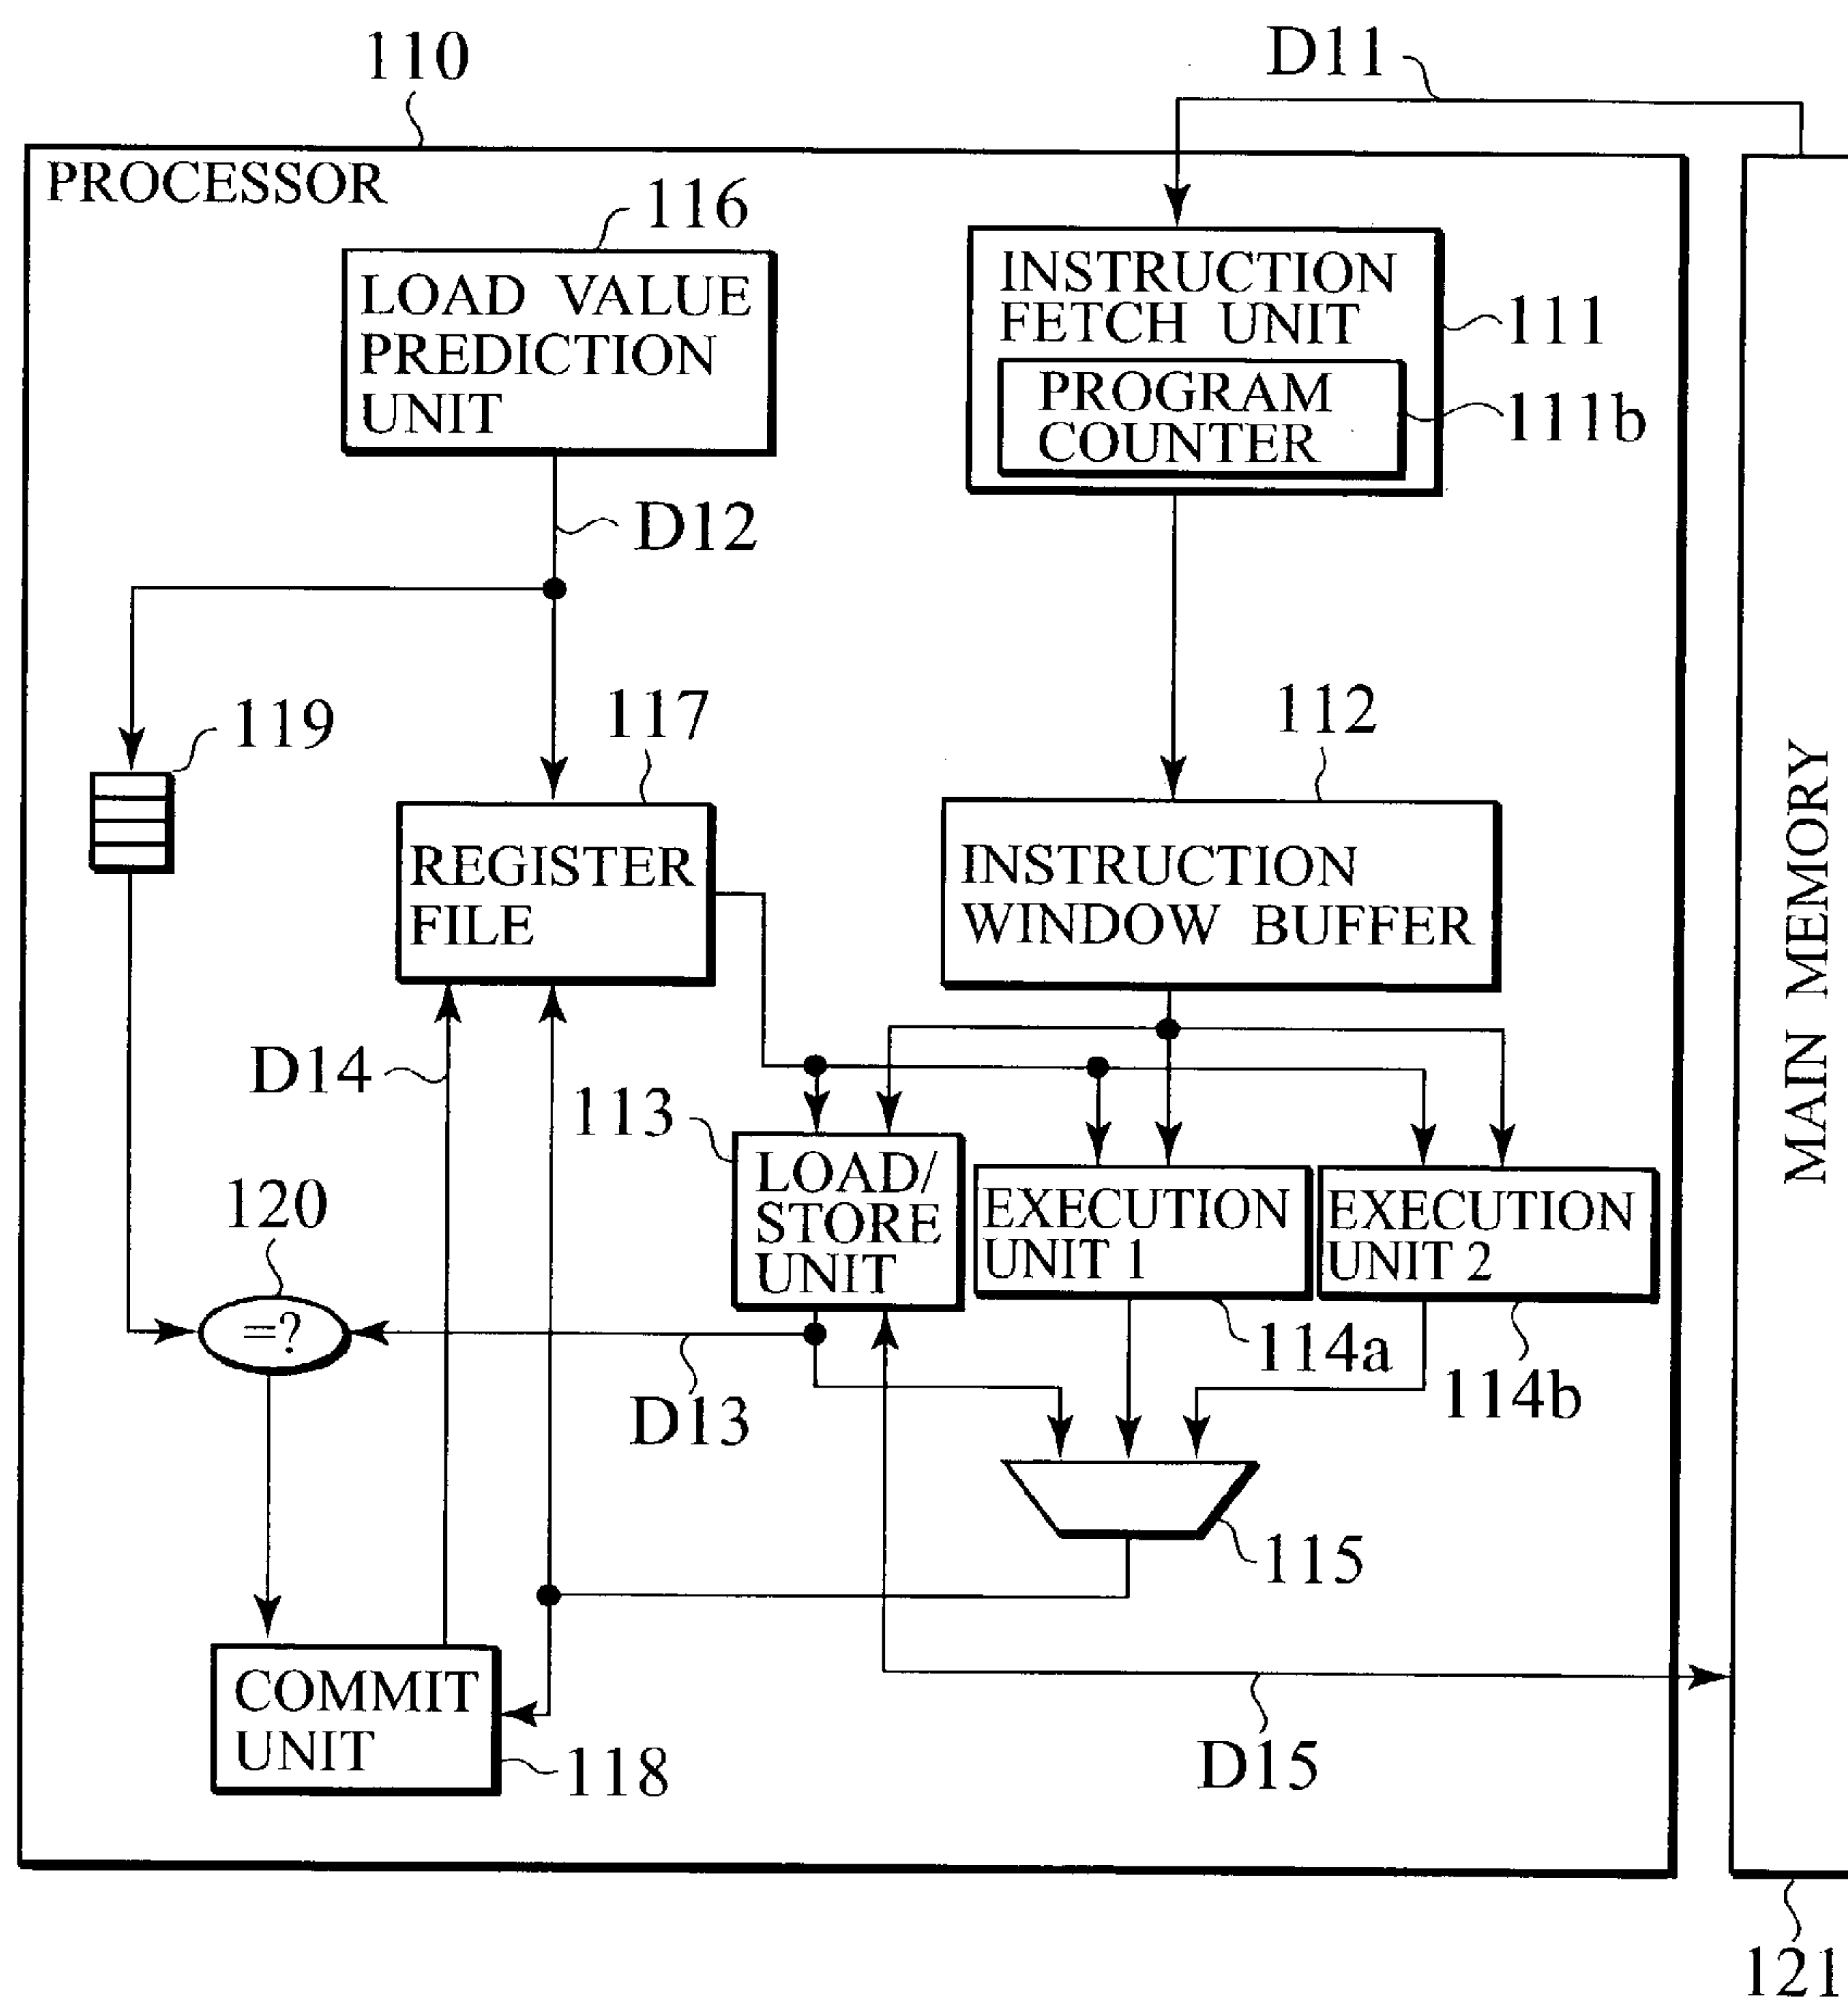 110
D11
PROCESSOR
116
LOAD VALUE
PREDICTION
UNIT
INSTRUCTION
FETCH UNIT
111
PROGRAM
COUNTER
111b
D12
119
117
112
REGISTER
FILE
INSTRUCTION
WINDOW BUFFER
MAIN MEMORY
D14
113
LOAD/
STORE
UNIT
EXECUTION
UNIT 1
EXECUTION
UNIT 2
120
=?
114a
114b
D13
115
COMMIT
UNIT
118
D15
121